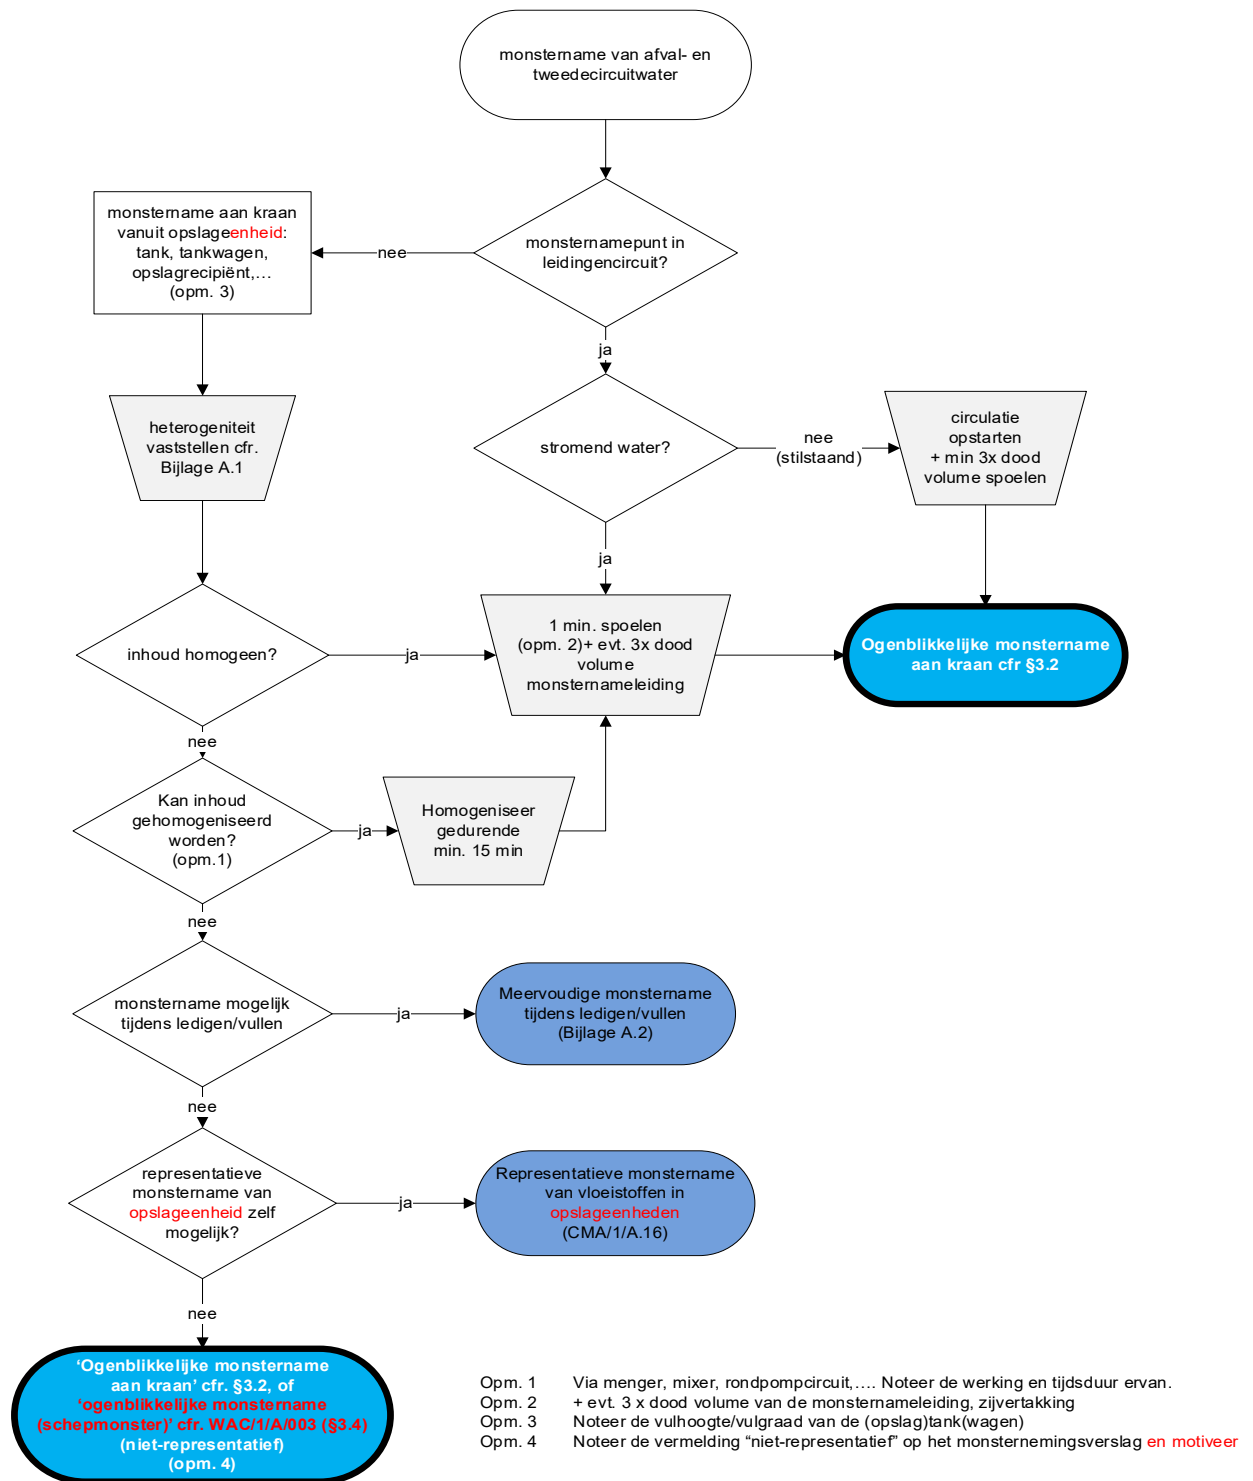 monstername van afval- en
tweedecircuitwater
monsternamepunt in
leidingencircuit?
nee
monstername aan kraan
vanuit opslageenheid:
tank, tankwagen,
opslagrecipiënt,…
(opm. 3)
ja
heterogeniteit
vaststellen cfr.
Bijlage A.1
stromend water?
nee
(stilstaand)
circulatie
opstarten
+ min 3x dood
volume spoelen
ja
inhoud homogeen?
ja
1 min. spoelen
(opm. 2)+ evt. 3x dood
volume
monsternameleiding
Ogenblikkelijke monstername
aan kraan cfr §3.2
nee
Kan inhoud
gehomogeniseerd
worden?
(opm.1)
ja
Homogeniseer
gedurende
min. 15 min
nee
monstername mogelijk
tijdens ledigen/vullen
ja
Meervoudige monstername
tijdens ledigen/vullen
(Bijlage A.2)
nee
representatieve
monstername van
opslageenheid zelf
mogelijk?
ja
Representatieve monstername
van vloeistoffen in
opslageenheden
(CMA/1/A.16)
nee
‘Ogenblikkelijke monstername
aan kraan’ cfr. §3.2, of
‘ogenblikkelijke monstername
(schepmonster)’ cfr. WAC/1/A/003 (§3.4)
(niet-representatief)
(opm. 4)
Opm. 1 Via menger, mixer, rondpompcircuit,…. Noteer de werking en tijdsduur ervan.
Opm. 2 + evt. 3 x dood volume van de monsternameleiding, zijvertakking
Opm. 3 Noteer de vulhoogte/vulgraad van de (opslag)tank(wagen)
Opm. 4 Noteer de vermelding “niet-representatief” op het monsternemingsverslag en motiveer